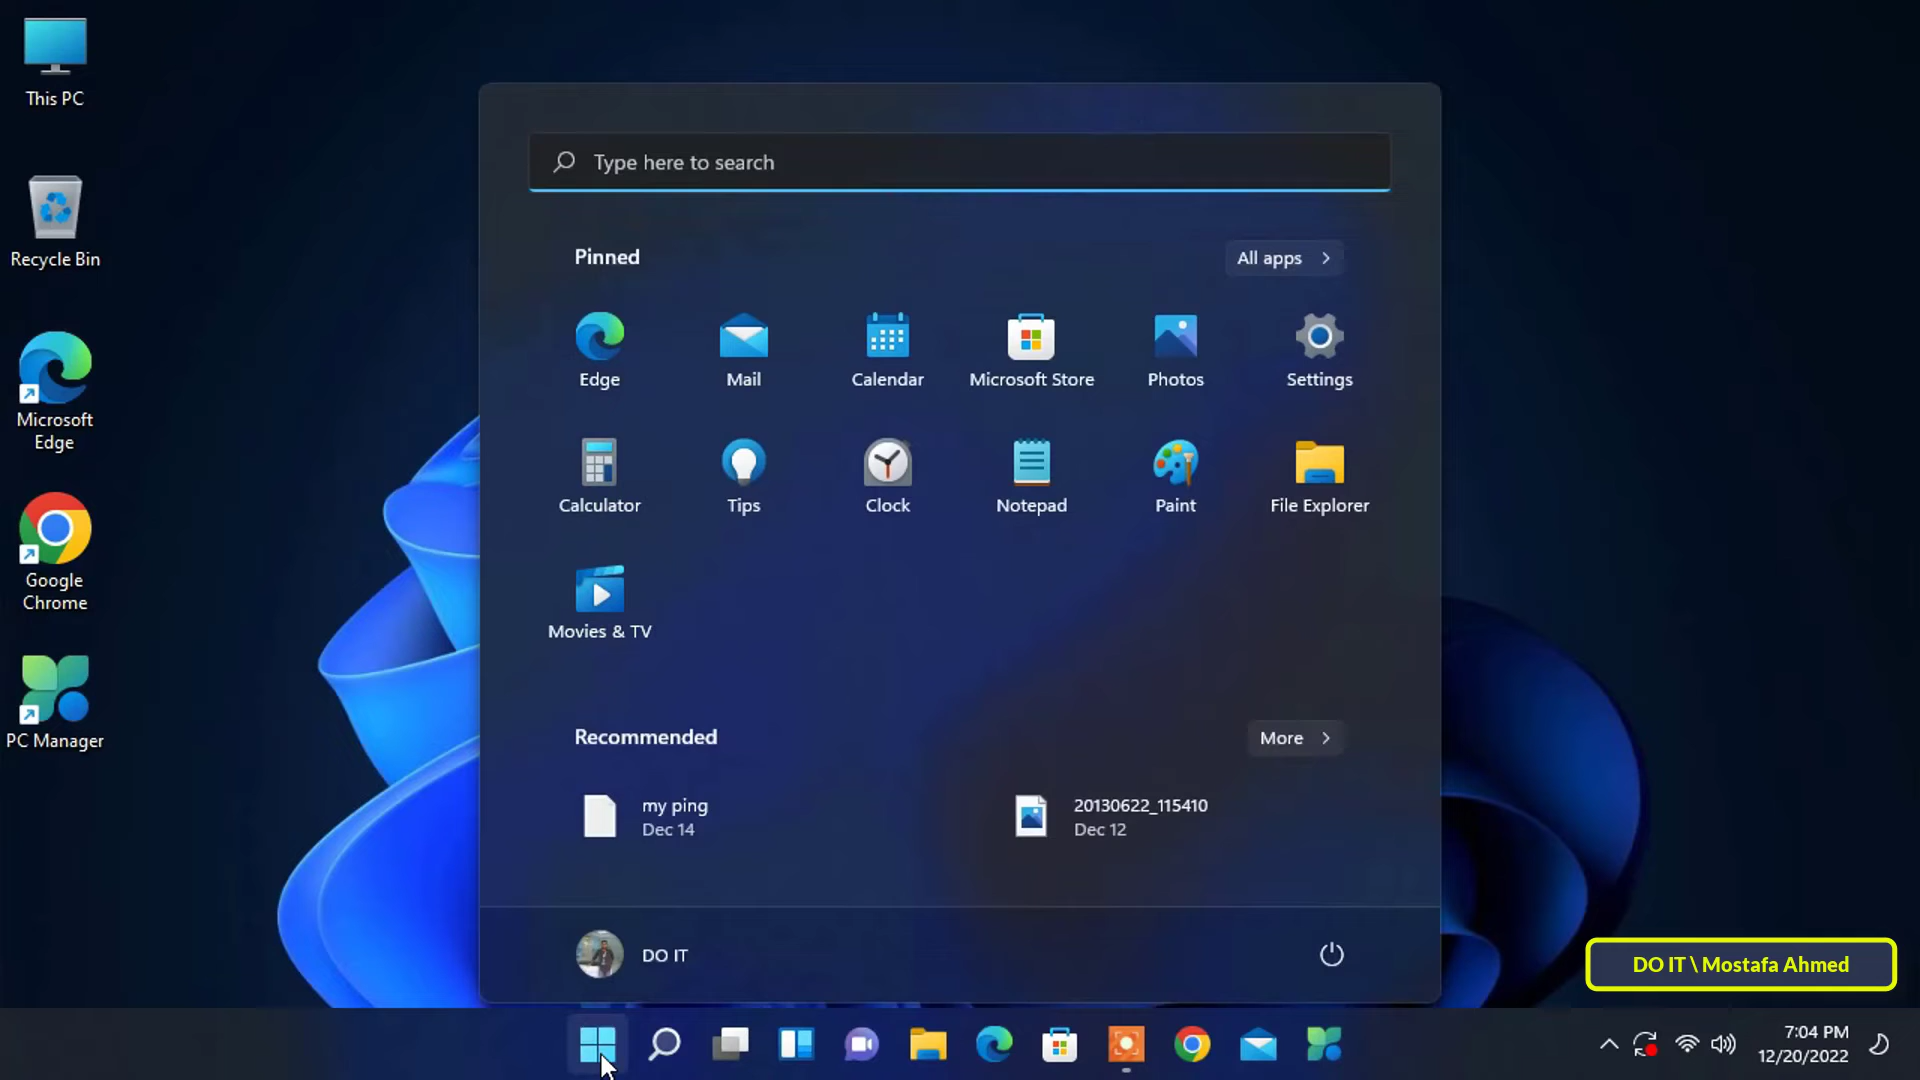 This PC
Recycle Bin
Microsoft
Edge
Google
Chrome
PC Manager
Type here to search
Pinned
All apps
Edge
Mail
Calendar
Microsoft Store
Photos
Settings
Calculator
Tips
Clock
Notepad
Paint
File Explorer
Movies & TV
Recommended
More
my ping
Dec 14
20130622_115410
Dec 12
DO IT
DO IT \ Mostafa Ahmed
7:04 PM
12/20/2022